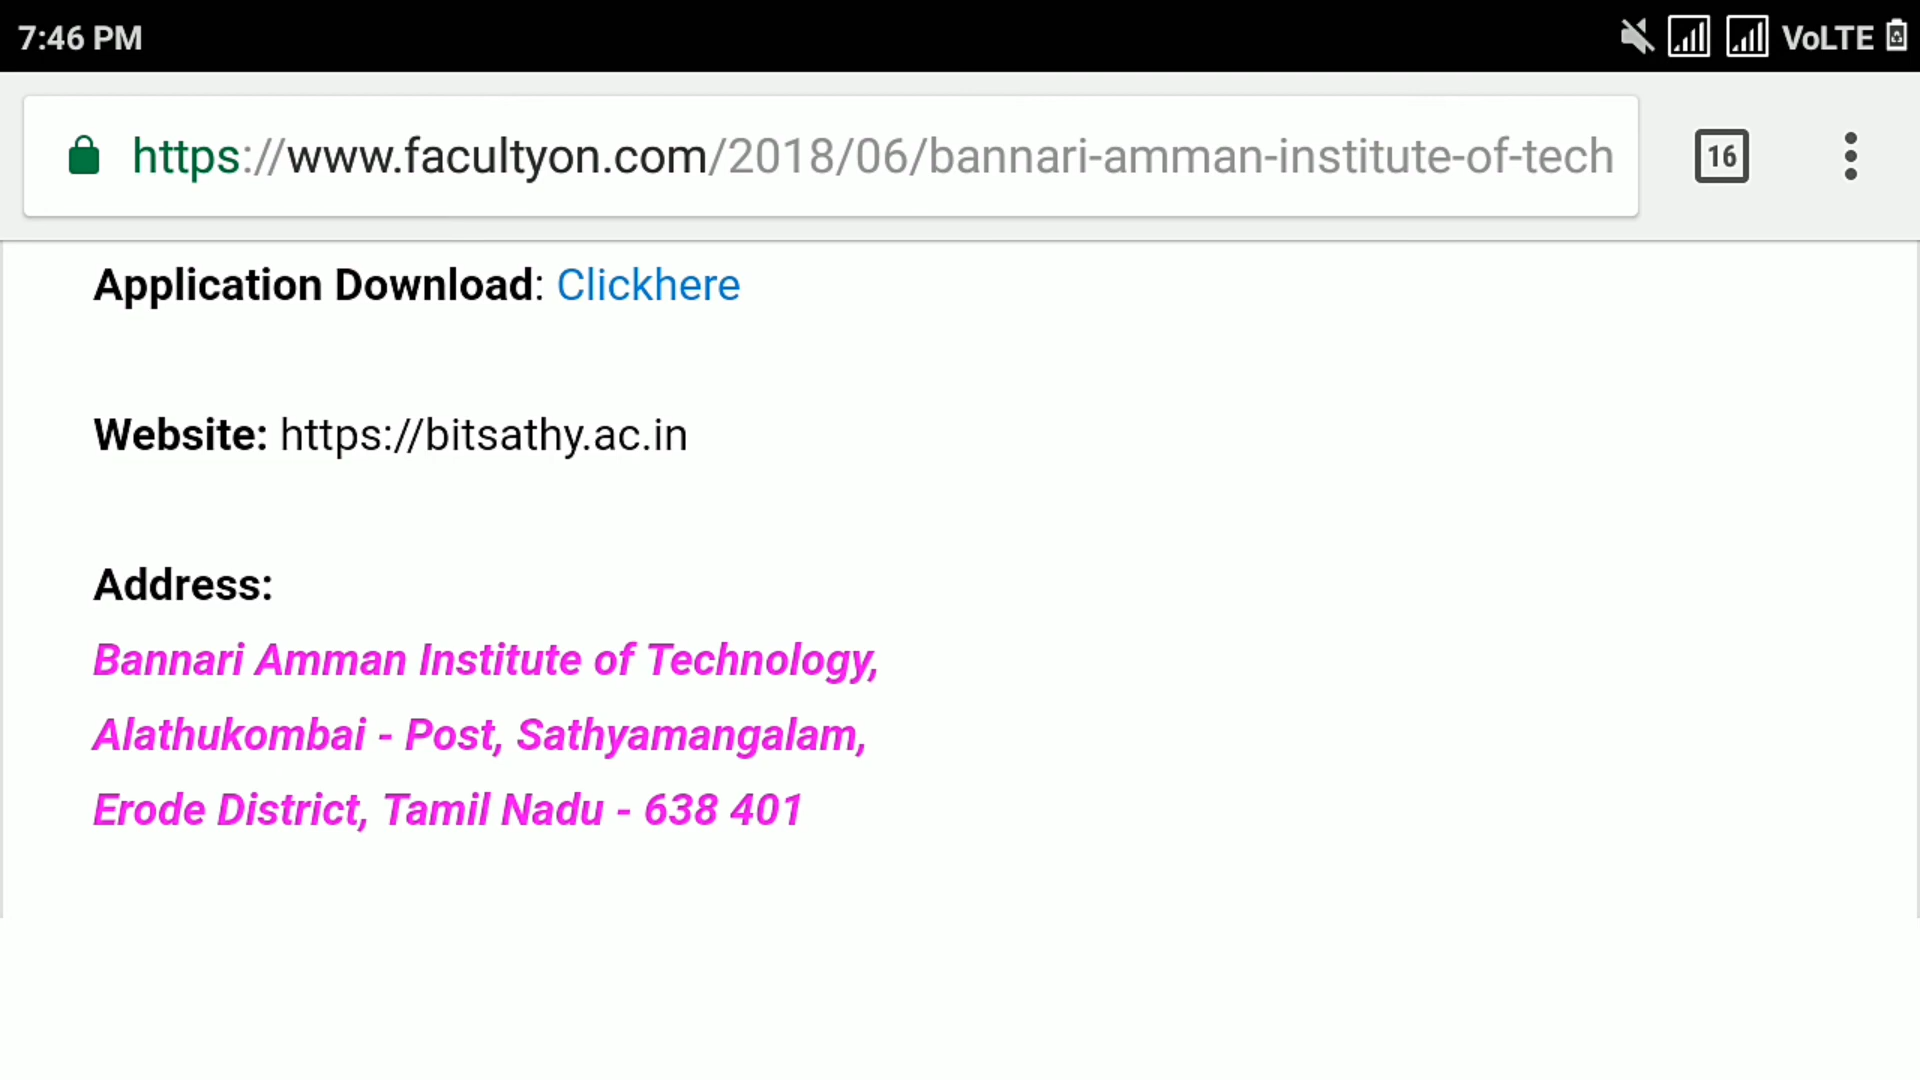 7:46 PM
VoLTE
https://www.facultyon.com/2018/06/bannari-amman-institute-of-tech
16
Application Download: Clickhere
Website: https://bitsathy.ac.in
Address:
Bannari Amman Institute of Technology,
Alathukombai - Post, Sathyamangalam,
Erode District, Tamil Nadu - 638 401